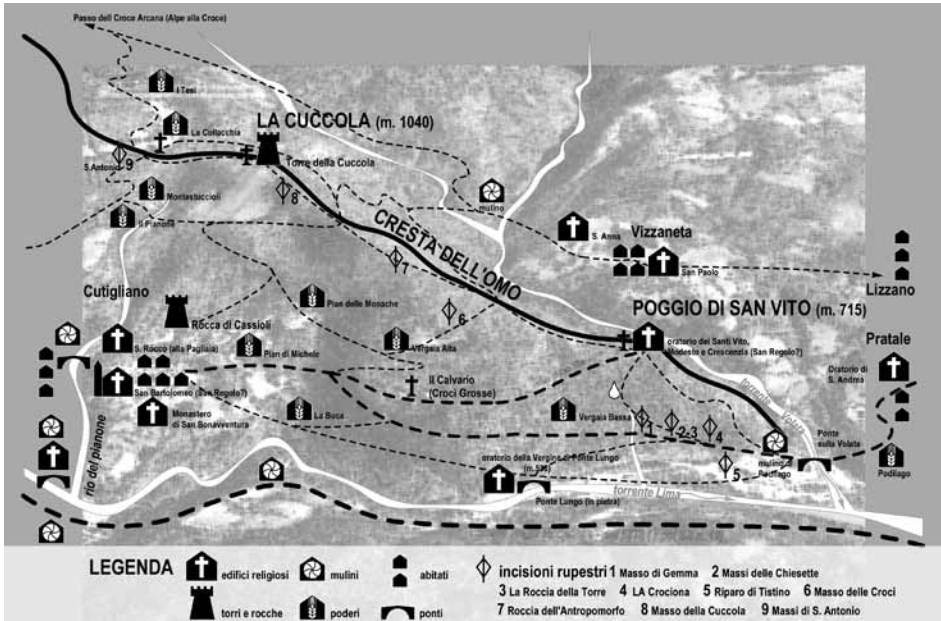 Passo dell Croce Arcana (Alpe alla Croce)
I Tesi
LA CUCCOLA (m. 1040)
La Collacchia
Torre della Cuccola
S. Antonio
9
8
Montestuccioli
Il Pianone
mulino
CRESTA DELL'OMO
S. Anna
Vizzaneta
San Paolo
7
Lizzano
Cutigliano
Pian delle Monache
6
POGGIO DI SAN VITO (m. 715)
Rocca di Cassioli
S. Rocco (alla Pagliaia)
Pian di Michele
Vergaia Alta
oratorio dei Santi Vito,
Modesto e Crescenzia (San Regolo?)
Pratale
Oratorio di
S. Andrea
San Bartolomeo (San Regolo?)
Il Calvario
(Croci Grosse)
torrente Volata
Monastero
di San Bonavventura
La Buca
Vergaia Bassa
1
2-3
4
Ponte
sulla Volata
rio del pianone
oratorio della Vergine di Ponte Lungo
5
mulino di
Podilago
Ponte Lungo (in pietra)
torrente Lima
LEGENDA
edifici religiosi
mulini
abitati
incisioni rupestri 1 Masso di Gemma 2 Massi delle Chiesette
3 La Roccia della Torre 4 LA Crociona 5 Riparo di Tistino 6 Masso delle Croci
torri e rocche
poderi
ponti
7 Roccia dell'Antropomorfo 8 Masso della Cuccola 9 Massi di S. Antonio